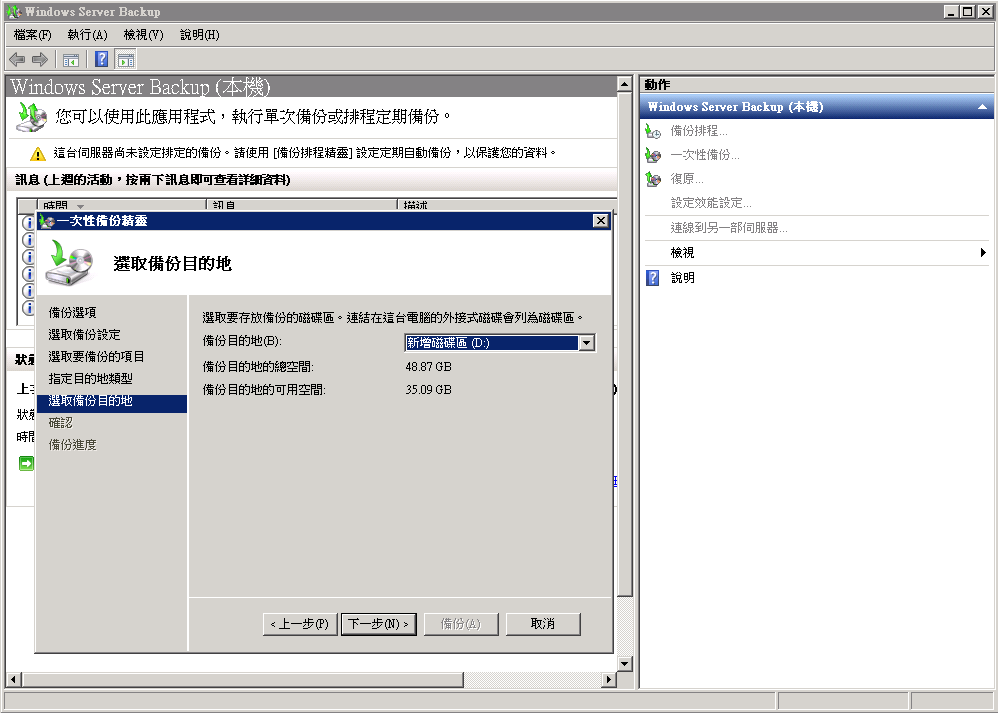 Windows Server Backup
檔案(F) 執行(A) 檢視(V) 說明(H)
Windows Server Backup (本機)
您可以使用此應用程式，執行單次備份或排程定期備份。
這台伺服器尚未設定排定的備份。請使用 [備份排程精靈] 設定定期自動備份，以保護您的資料。
訊息 (上週的活動，按兩下訊息即可查看詳細資料)
時間 訊息 描述
一次性備份精靈
選取備份目的地
備份選項
選取備份設定
選取要備份的項目
指定目的地類型
選取備份目的地
確認
備份進度
選取要存放備份的磁碟區。連結在這台電腦的外接式磁碟會列為磁碟區。
備份目的地(B): 新增磁碟區 (D:)
備份目的地的總空間: 48.87 GB
備份目的地的可用空間: 35.09 GB
< 上一步(P) 下一步(N) > 備份(A) 取消
狀態
上
狀態
時間
動作
Windows Server Backup (本機)
備份排程...
一次性備份...
復原...
設定效能設定...
連線到另一部伺服器...
檢視
說明